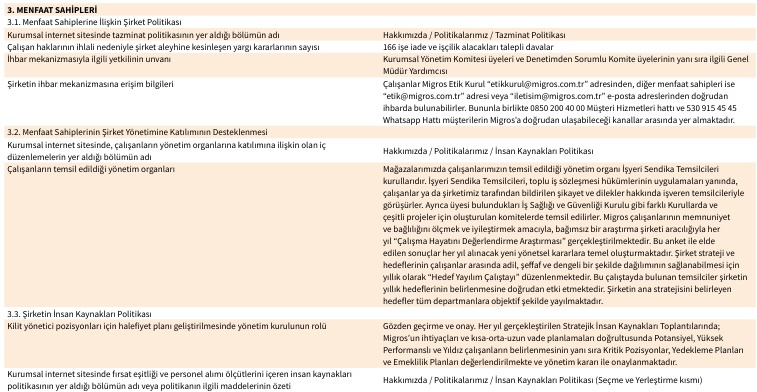 3. MENFAAT SAHİPLERİ
3.1. Menfaat Sahiplerine İlişkin Şirket Politikası
Kurumsal internet sitesinde tazminat politikasının yer aldığı bölümün adı
Hakkımızda / Politikalarımız / Tazminat Politikası
Çalışan haklarının ihlali nedeniyle şirket aleyhine kesinleşen yargı kararlarının sayısı
166 işe iade ve işçilik alacakları talepli davalar
İhbar mekanizmasıyla ilgili yetkilinin unvanı
Kurumsal Yönetim Komitesi üyeleri ve Denetimden Sorumlu Komite üyelerinin yanı sıra ilgili Genel
Müdür Yardımcısı
Şirketin ihbar mekanizmasına erişim bilgileri
Çalışanlar Migros Etik Kurul “etikkurul@migros.com.tr” adresinden, diğer menfaat sahipleri ise
“etik@migros.com.tr” adresi veya “iletisim@migros.com.tr” e-posta adreslerinden doğrudan
ihbarda bulunabilirler. Bununla birlikte 0850 200 40 00 Müşteri Hizmetleri hattı ve 530 915 45 45
Whatsapp Hattı müşterilerin Migros’a doğrudan ulaşabileceği kanallar arasında yer almaktadır.
3.2. Menfaat Sahiplerinin Şirket Yönetimine Katılımının Desteklenmesi
Kurumsal internet sitesinde, çalışanların yönetim organlarına katılımına ilişkin olan iç
düzenlemelerin yer aldığı bölümün adı
Hakkımızda / Politikalarımız / İnsan Kaynakları Politikası
Çalışanların temsil edildiği yönetim organları
Mağazalarımızda çalışanlarımızın temsil edildiği yönetim organı İşyeri Sendika Temsilcileri
kurullarıdır. İşyeri Sendika Temsilcileri, toplu iş sözleşmesi hükümlerinin uygulamaları yanında,
çalışanlar ya da şirketimiz tarafından bildirilen şikayet ve dilekler hakkında işveren temsilcileriyle
görüşürler. Ayrıca üyesi bulundukları İş Sağlığı ve Güvenliği Kurulu gibi farklı Kurullarda ve
çeşitli projeler için oluşturulan komitelerde temsil edilirler. Migros çalışanlarının memnuniyet
ve bağlılığını ölçmek ve iyileştirmek amacıyla, bağımsız bir araştırma şirketi aracılığıyla her
yıl “Çalışma Hayatını Değerlendirme Araştırması” gerçekleştirilmektedir. Bu anket ile elde
edilen sonuçlar her yıl alınacak yeni yönetsel kararlara temel oluşturmaktadır. Şirket strateji ve
hedeflerinin çalışanlar arasında adil, şeffaf ve dengeli bir şekilde dağılımının sağlanabilmesi için
yıllık olarak “Hedef Yayılım Çalıştayı” düzenlenmektedir. Bu çalıştayda bulunan temsilciler şirketin
yıllık hedeflerinin belirlenmesine doğrudan etki etmektedir. Şirketin ana stratejisini belirleyen
hedefler tüm departmanlara objektif şekilde yayılmaktadır.
3.3. Şirketin İnsan Kaynakları Politikası
Kilit yönetici pozisyonları için halefiyet planı geliştirilmesinde yönetim kurulunun rolü
Gözden geçirme ve onay. Her yıl gerçekleştirilen Stratejik İnsan Kaynakları Toplantılarında;
Migros’un ihtiyaçları ve kısa-orta-uzun vade planlamaları doğrultusunda Potansiyel, Yüksek
Performanslı ve Yıldız çalışanların belirlenmesinin yanı sıra Kritik Pozisyonlar, Yedekleme Planları
ve Emeklilik Planları değerlendirilmekte ve yönetim kararı ile onaylanmaktadır.
Kurumsal internet sitesinde fırsat eşitliği ve personel alımı ölçütlerini içeren insan kaynakları
politikasının yer aldığı bölümün adı veya politikanın ilgili maddelerinin özeti
Hakkımızda / Politikalarımız / İnsan Kaynakları Politikası (Seçme ve Yerleştirme kısmı)